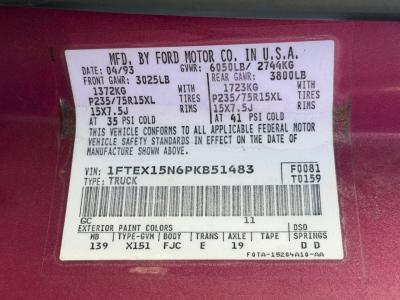 MFD. BY FORD MOTOR CO. IN U.S.A.
DATE: 04/93 GVWR: 6050LB/ 2744KG
FRONT GAWR: 3025LB REAR GAWR: 3800LB
1372KG WITH 1723KG WITH
P235/75R15XL TIRES P235/75R15XL TIRES
15X7.5J RIMS 15X7.5J RIMS
AT 35 PSI COLD AT 41 PSI COLD
THIS VEHICLE CONFORMS TO ALL APPLICABLE FEDERAL MOTOR
VEHICLE SAFETY STANDARDS IN EFFECT ON THE DATE OF
MANUFACTURE SHOWN ABOVE.
VIN: 1FTEX15N6PKB51483 F0081
TYPE: TRUCK T0159
GC 11
EXTERIOR PAINT COLORS DSO
WB TYPE-GVW BODY TRANS AXLE TAPE SPRINGS
139 X151 FJC E 19 D D
F0TA-15204A10-AA